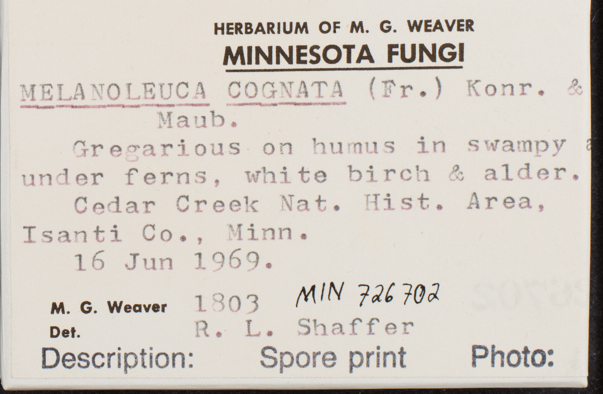 HERBARIUM OF M. G. WEAVER
MINNESOTA FUNGI
MELANOLEUCA COGNATA (Fr.) Konr. &
Maub.
Gregarious on humus in swampy
under ferns, white birch & alder.
Cedar Creek Nat. Hist. Area,
Isanti Co., Minn.
16 Jun 1969.
M. G. Weaver 1803 MIN 726702
Det. R. L. Shaffer
Description: Spore print Photo: